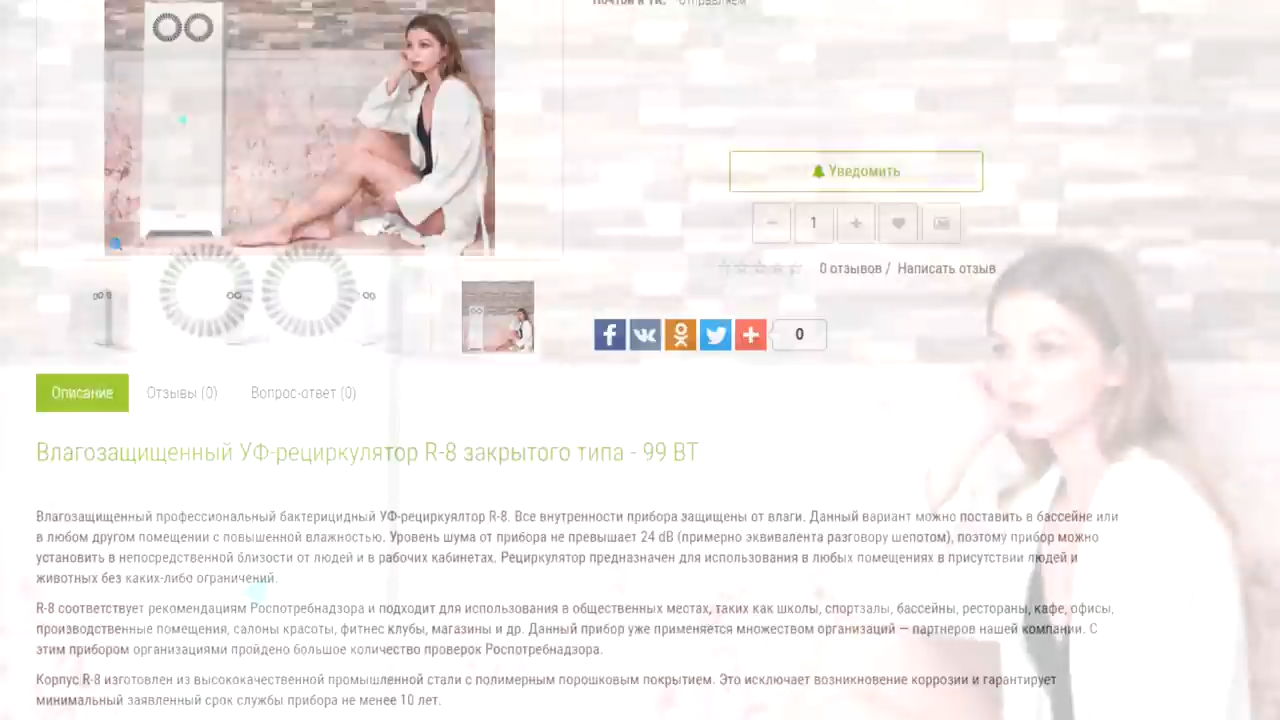 Почтой и ТК: отправляем
Уведомить
1
0 отзывов / Написать отзыв
0
Описание Отзывы (0) Вопрос-ответ (0)
Влагозащищенный УФ-рециркулятор R-8 закрытого типа - 99 ВТ
Влагозащищенный профессиональный бактерицидный УФ-рециркуялтор R-8. Все внутренности прибора защищены от влаги. Данный вариант можно поставить в бассейне или
в любом другом помещении с повышенной влажностью. Уровень шума от прибора не превышает 24 dB (примерно эквивалента разговору шепотом), поэтому прибор можно
установить в непосредственной близости от людей и в рабочих кабинетах. Рециркулятор предназначен для использования в любых помещениях в присутствии людей и
животных без каких-либо ограничений.
R-8 соответствует рекомендациям Роспотребнадзора и подходит для использования в общественных местах, таких как школы, спортзалы, бассейны, рестораны, кафе, офисы,
производственные помещения, салоны красоты, фитнес клубы, магазины и др. Данный прибор уже применяется множеством организаций — партнеров нашей компании. С
этим прибором организациями пройдено большое количество проверок Роспотребнадзора.
Корпус R-8 изготовлен из высококачественной промышленной стали с полимерным порошковым покрытием. Это исключает возникновение коррозии и гарантирует
минимальный заявленный срок службы прибора не менее 10 лет.